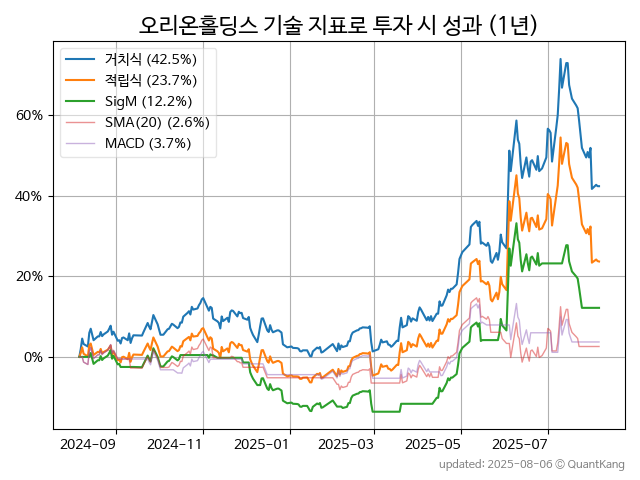 오리온홀딩스 기술 지표로 투자 시 성과 (1년)
거치식 (42.5%)
적립식 (23.7%)
SigM (12.2%)
SMA(20) (2.6%)
MACD (3.7%)
60%
40%
20%
0%
2024-09 2024-11 2025-01 2025-03 2025-05 2025-07
updated: 2025-08-06 © QuantKang